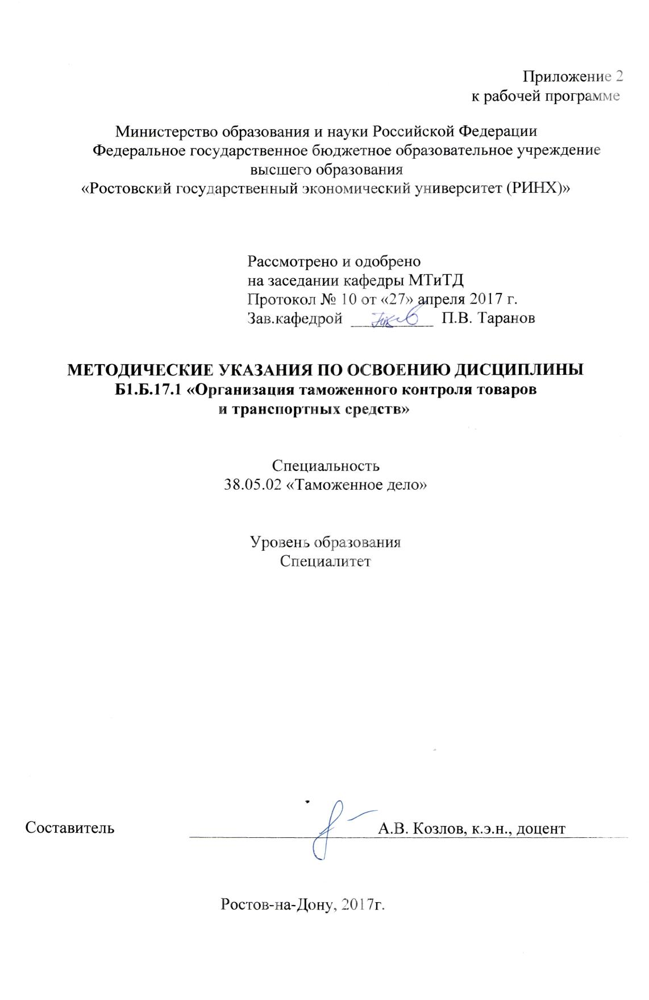 Приложение 2
к рабочей программе
Министерство образования и науки Российской Федерации
Федеральное государственное бюджетное образовательное учреждение
высшего образования
«Ростовский государственный экономический университет (РИНХ)»
Рассмотрено и одобрено
на заседании кафедры МТиТД
Протокол № 10 от «27» апреля 2017 г.
Зав.кафедрой __________ П.В. Таранов
МЕТОДИЧЕСКИЕ УКАЗАНИЯ ПО ОСВОЕНИЮ ДИСЦИПЛИНЫ
Б1.Б.17.1 «Организация таможенного контроля товаров
и транспортных средств»
Специальность
38.05.02 «Таможенное дело»
Уровень образования
Специалитет
Составитель А.В. Козлов, к.э.н., доцент
Ростов-на-Дону, 2017г.